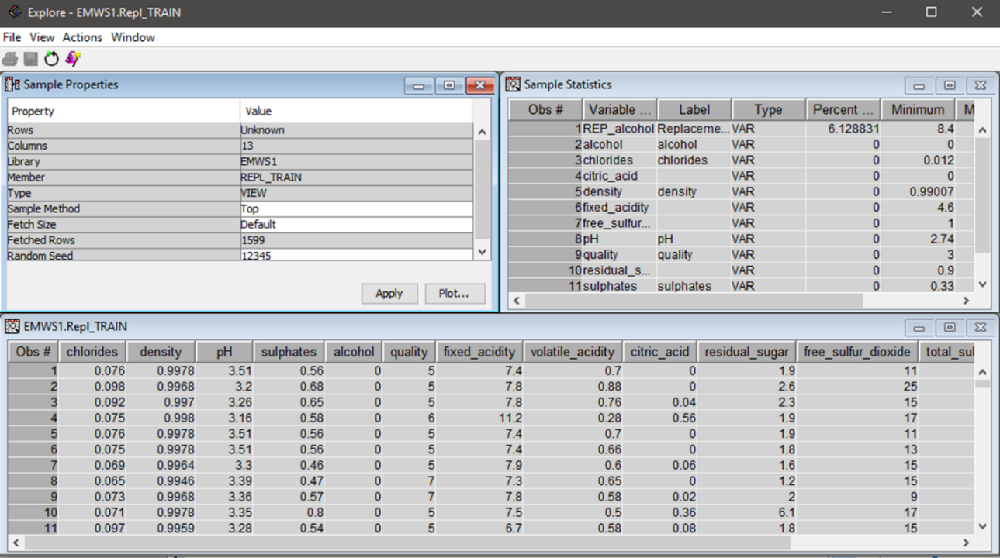 Explore - EMWS1.Repl_TRAIN
File View Actions Window
Sample Properties
Property Value
Rows Unknown
Columns 13
Library EMWS1
Member REPL_TRAIN
Type VIEW
Sample Method Top
Fetch Size Default
Fetched Rows 1599
Random Seed 12345
Apply Plot...
Sample Statistics
Obs # Variable ... Label Type Percent ... Minimum M
1 REP_alcohol Replaceme... VAR 6.128831 8.4
2 alcohol alcohol VAR 0 0
3 chlorides chlorides VAR 0 0.012
4 citric_acid VAR 0 0
5 density density VAR 0 0.99007
6 fixed_acidity VAR 0 4.6
7 free_sulfur... VAR 0 1
8 pH pH VAR 0 2.74
9 quality quality VAR 0 3
10 residual_s... VAR 0 0.9
11 sulphates sulphates VAR 0 0.33
EMWS1.Repl_TRAIN
Obs # chlorides density pH sulphates alcohol quality fixed_acidity volatile_acidity citric_acid residual_sugar free_sulfur_dioxide total_sul
1 0.076 0.9978 3.51 0.56 0 5 7.4 0.7 0 1.9 11
2 0.098 0.9968 3.2 0.68 0 5 7.8 0.88 0 2.6 25
3 0.092 0.997 3.26 0.65 0 5 7.8 0.76 0.04 2.3 15
4 0.075 0.998 3.16 0.58 0 6 11.2 0.28 0.56 1.9 17
5 0.076 0.9978 3.51 0.56 0 5 7.4 0.7 0 1.9 11
6 0.075 0.9978 3.51 0.56 0 5 7.4 0.66 0 1.8 13
7 0.069 0.9964 3.3 0.46 0 5 7.9 0.6 0.06 1.6 15
8 0.065 0.9946 3.39 0.47 0 7 7.3 0.65 0 1.2 15
9 0.073 0.9968 3.36 0.57 0 7 7.8 0.58 0.02 2 9
10 0.071 0.9978 3.35 0.8 0 5 7.5 0.5 0.36 6.1 17
11 0.097 0.9959 3.28 0.54 0 5 6.7 0.58 0.08 1.8 15